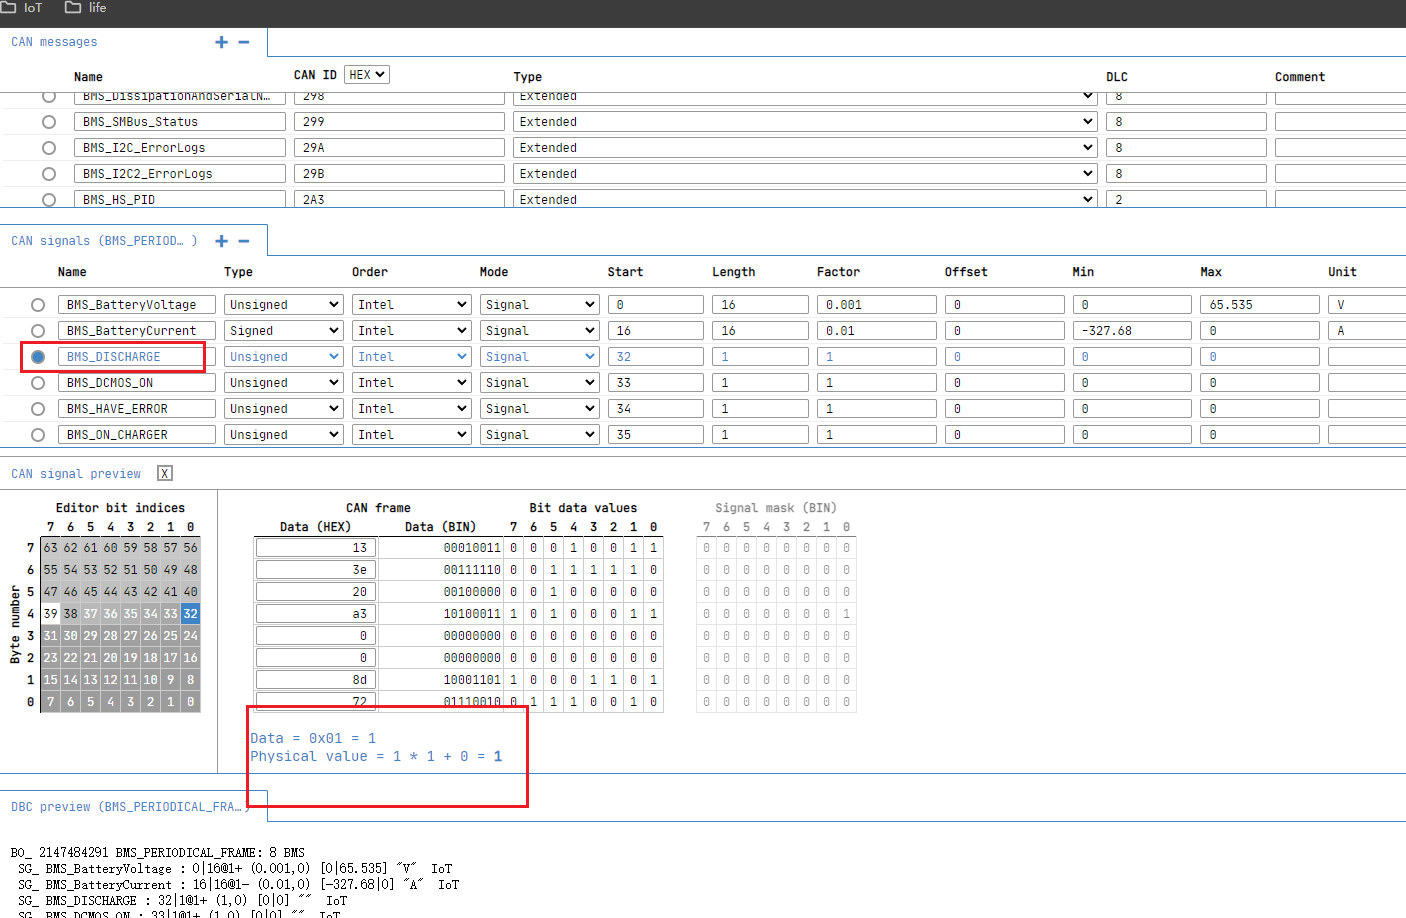 IoT life
CAN messages + −
Name CAN ID HEX Type DLC Comment
BMS_DissipationAndSerialN… 298 Extended 8
BMS_SMBus_Status 299 Extended 8
BMS_I2C_ErrorLogs 29A Extended 8
BMS_I2C2_ErrorLogs 29B Extended 8
BMS_HS_PID 2A3 Extended 2
CAN signals (BMS_PERIOD… ) + −
Name Type Order Mode Start Length Factor Offset Min Max Unit
BMS_BatteryVoltage Unsigned Intel Signal 0 16 0.001 0 0 65.535 V
BMS_BatteryCurrent Signed Intel Signal 16 16 0.01 0 -327.68 0 A
BMS_DISCHARGE Unsigned Intel Signal 32 1 1 0 0 0
BMS_DCMOS_ON Unsigned Intel Signal 33 1 1 0 0 0
BMS_HAVE_ERROR Unsigned Intel Signal 34 1 1 0 0 0
BMS_ON_CHARGER Unsigned Intel Signal 35 1 1 0 0 0
CAN signal preview X
Editor bit indices CAN frame Bit data values Signal mask (BIN)
7 6 5 4 3 2 1 0 Data (HEX) Data (BIN) 7 6 5 4 3 2 1 0 7 6 5 4 3 2 1 0
7 63 62 61 60 59 58 57 56 13 00010011 0 0 0 1 0 0 1 1 0 0 0 0 0 0 0 0
6 55 54 53 52 51 50 49 48 3e 00111110 0 0 1 1 1 1 1 0 0 0 0 0 0 0 0 0
5 47 46 45 44 43 42 41 40 20 00100000 0 0 1 0 0 0 0 0 0 0 0 0 0 0 0 0
4 39 38 37 36 35 34 33 32 a3 10100011 1 0 1 0 0 0 1 1 0 0 0 0 0 0 0 1
3 31 30 29 28 27 26 25 24 0 00000000 0 0 0 0 0 0 0 0 0 0 0 0 0 0 0 0
2 23 22 21 20 19 18 17 16 0 00000000 0 0 0 0 0 0 0 0 0 0 0 0 0 0 0 0
1 15 14 13 12 11 10 9 8 8d 10001101 1 0 0 0 1 1 0 1 0 0 0 0 0 0 0 0
0 7 6 5 4 3 2 1 0 72 01110010 0 1 1 1 0 0 1 0 0 0 0 0 0 0 0 0
Byte number
Data = 0x01 = 1
Physical value = 1 * 1 + 0 = 1
DBC preview (BMS_PERIODICAL_FRA… )
BO_ 2147484291 BMS_PERIODICAL_FRAME: 8 BMS
SG_ BMS_BatteryVoltage : 0|16@1+ (0.001,0) [0|65.535] "V" IoT
SG_ BMS_BatteryCurrent : 16|16@1- (0.01,0) [-327.68|0] "A" IoT
SG_ BMS_DISCHARGE : 32|1@1+ (1,0) [0|0] "" IoT
SG_ BMS_DCMOS_ON : 33|1@1+ (1,0) [0|0] "" IoT